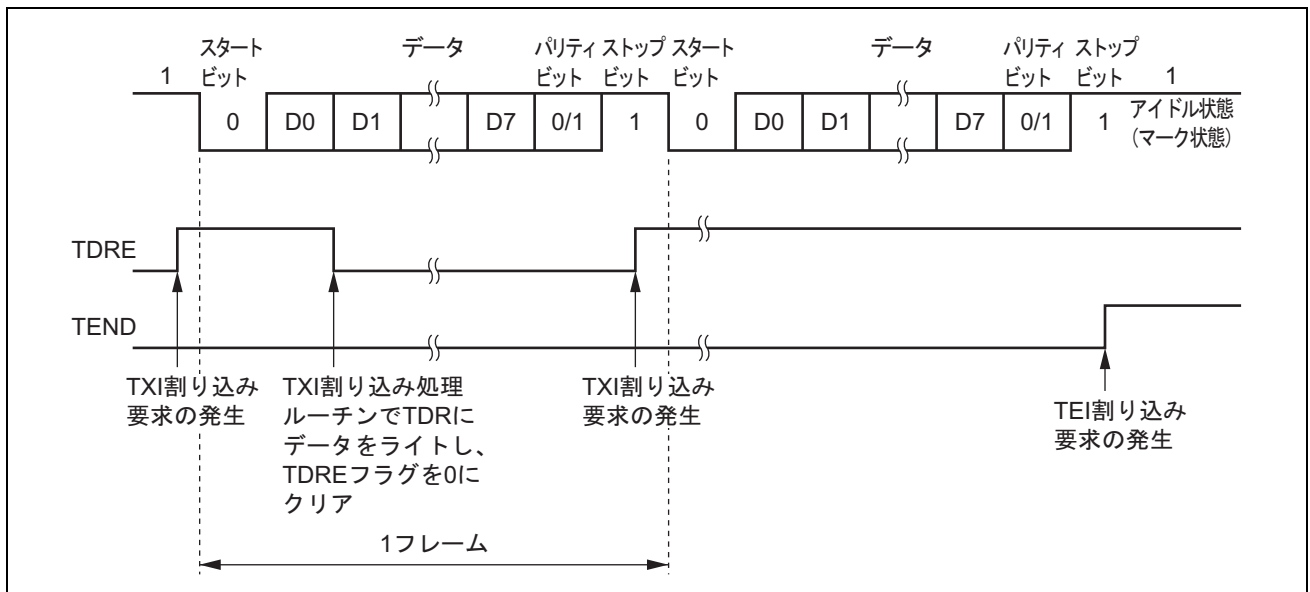 スタート データ パリティ ストップ スタート データ パリティ ストップ
1 ビット ビット ビット ビット ビット ビット 1
0 D0 D1 D7 0/1 1 0 D0 D1 D7 0/1 1 アイドル状態
(マーク状態)
TDRE
TEND
TXI割り込み
要求の発生
TXI割り込み処理
ルーチンでTDRに
データをライトし、
TDREフラグを0に
クリア
TXI割り込み
要求の発生
TEI割り込み
要求の発生
1フレーム